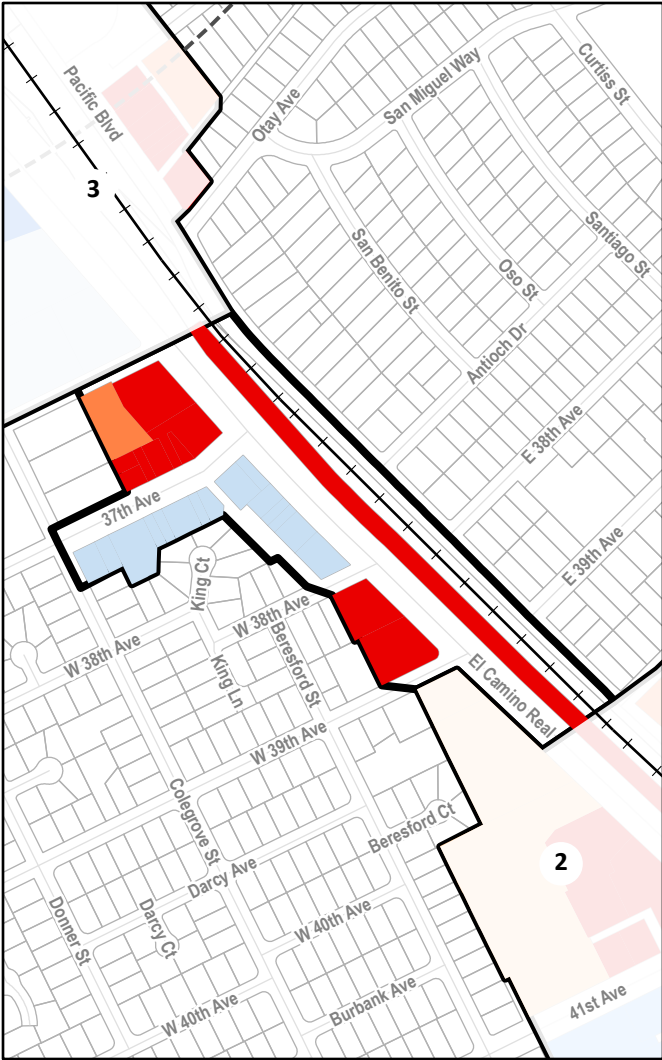 Pacific Blvd
Otay Ave
San Miguel Way
Curtiss St
3
San Benito St
Oso St
Santiago St
Antioch Dr
E 38th Ave
E 39th Ave
37th Ave
King Ct
W 38th Ave
W 38th Ave
Beresford St
King Ln
El Camino Real
W 39th Ave
Colegrove St
Beresford Ct
2
Darcy Ave
Donner St
Darcy Ct
W 40th Ave
W 40th Ave
Burbank Ave
41st Ave